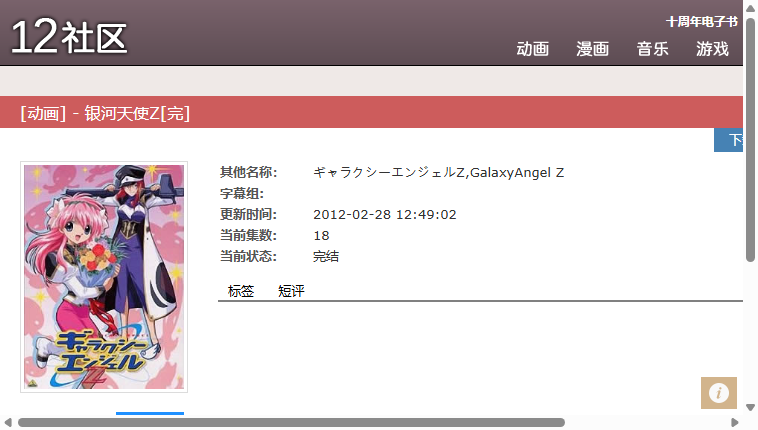 12社区
十周年电子书
动画 漫画 音乐 游戏
[动画] - 银河天使Z[完]
下
其他名称: ギャラクシーエンジェルZ,GalaxyAngel Z
字幕组:
更新时间: 2012-02-28 12:49:02
当前集数: 18
当前状态: 完结
标签 短评
ギャラクシー
エンジェル
Z
i